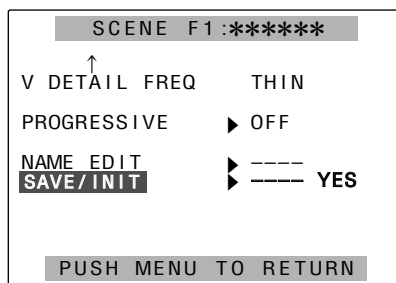 SCENE F1:******
↑
V DETAIL FREQ THIN
PROGRESSIVE ▶ OFF
NAME EDIT ▶ ----
SAVE/INIT ▶ ---- YES
PUSH MENU TO RETURN